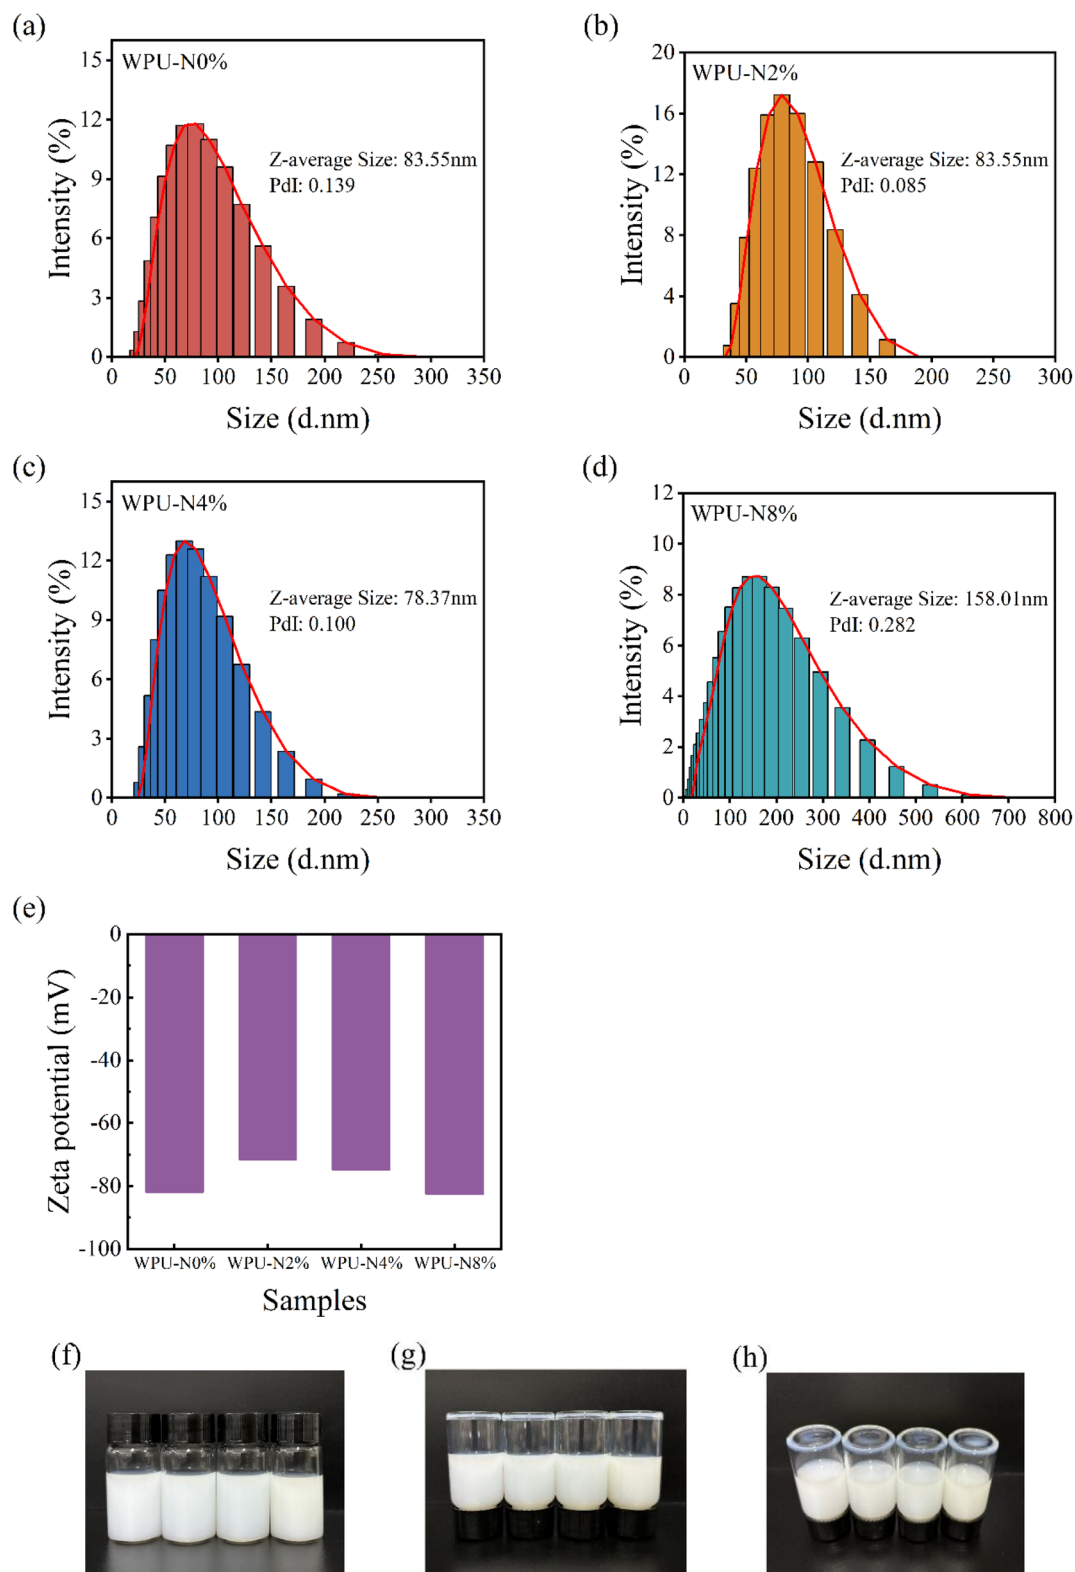 (a)
WPU-N0%
Z-average Size: 83.55nm
PdI: 0.139
Intensity (%)
15
12
9
6
3
0
0 50 100 150 200 250 300 350
Size (d.nm)
(b)
WPU-N2%
Z-average Size: 83.55nm
PdI: 0.085
Intensity (%)
20
16
12
8
4
0
0 50 100 150 200 250 300
Size (d.nm)
(c)
WPU-N4%
Z-average Size: 78.37nm
PdI: 0.100
Intensity (%)
15
12
9
6
3
0
0 50 100 150 200 250 300 350
Size (d.nm)
(d)
WPU-N8%
Z-average Size: 158.01nm
PdI: 0.282
Intensity (%)
12
10
8
6
4
2
0
0 100 200 300 400 500 600 700 800
Size (d.nm)
(e)
Zeta potential (mV)
0
-20
-40
-60
-80
-100
WPU-N0% WPU-N2% WPU-N4% WPU-N8%
Samples
(f)
(g)
(h)